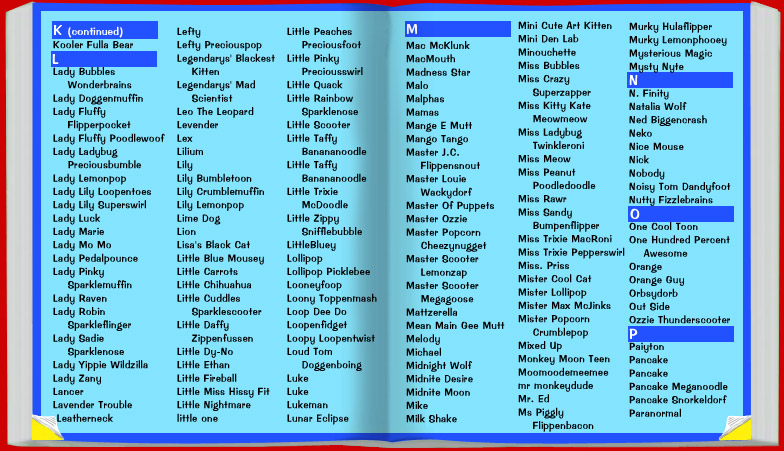 K (continued)
Kooler Fulla Bear
L
Lady Bubbles
Wonderbrains
Lady Doggenmuffin
Lady Fluffy
Flipperpocket
Lady Fluffy Poodlewoof
Lady Ladybug
Preciousbumble
Lady Lemonpop
Lady Lily Loopentoes
Lady Lily Superswirl
Lady Luck
Lady Marie
Lady Mo Mo
Lady Pedalpounce
Lady Pinky
Sparklemuffin
Lady Raven
Lady Robin
Sparkleflinger
Lady Sadie
Sparklenose
Lady Yippie Wildzilla
Lady Zany
Lancer
Lavender Trouble
Leatherneck
Lefty
Lefty Preciouspop
Legendarys' Blackest
Kitten
Legendarys' Mad
Scientist
Leo The Leopard
Levender
Lex
Lilium
Lily
Lily Bumbletoon
Lily Crumblemuffin
Lily Lemonpop
Lime Dog
Lion
Lisa's Black Cat
Little Blue Mousey
Little Carrots
Little Chihuahua
Little Cuddles
Sparklescooter
Little Daffy
Zippenfussen
Little Dy-No
Little Ethan
Little Fireball
Little Miss Hissy Fit
Little Nightmare
little one
Little Peaches
Preciousfoot
Little Pinky
Preciousswirl
Little Quack
Little Rainbow
Sparklenose
Little Scooter
Little Taffy
Banananoodle
Little Taffy
Banananoodle
Little Trixie
McDoodle
Little Zippy
Snifflebubble
LittleBluey
Lollipop
Lollipop Picklebee
Looneyfoop
Loony Toppenmash
Loop Dee Do
Loopenfidget
Loopy Loopentwist
Loud Tom
Doggenboing
Luke
Luke
Lukeman
Lunar Eclipse
M
Mac McKlunk
MacMouth
Madness Star
Malo
Malphas
Mamas
Mange E Mutt
Mango Tango
Master J.C.
Flippensnout
Master Louie
Wackydorf
Master Of Puppets
Master Ozzie
Master Popcorn
Cheezynugget
Master Scooter
Lemonzap
Master Scooter
Megagoose
Mattzerella
Mean Main Gee Mutt
Melody
Michael
Midnight Wolf
Midnite Desire
Midnite Moon
Mike
Milk Shake
Mini Cute Art Kitten
Mini Den Lab
Minouchette
Miss Bubbles
Miss Crazy
Superzapper
Miss Kitty Kate
Meowmeow
Miss Ladybug
Twinkleroni
Miss Meow
Miss Peanut
Poodledoodle
Miss Rawr
Miss Sandy
Bumpenflipper
Miss Trixie MacRoni
Miss Trixie Pepperswirl
Miss. Priss
Mister Cool Cat
Mister Lollipop
Mister Max McJinks
Mister Popcorn
Crumblepop
Mixed Up
Monkey Moon Teen
Moomoodemeemee
mr monkeydude
Mr. Ed
Ms Piggly
Flippenbacon
Murky Hulaflipper
Murky Lemonphooey
Mysterious Magic
Mysty Nyte
N
N. Finity
Natalia Wolf
Ned Biggencrash
Neko
Nice Mouse
Nick
Nobody
Noisy Tom Dandyfoot
Nutty Fizzlebrains
O
One Cool Toon
One Hundred Percent
Awesome
Orange
Orange Guy
Orbsydorb
Out Side
Ozzie Thunderscooter
P
Paiyton
Pancake
Pancake
Pancake Meganoodle
Pancake Snorkeldorf
Paranormal